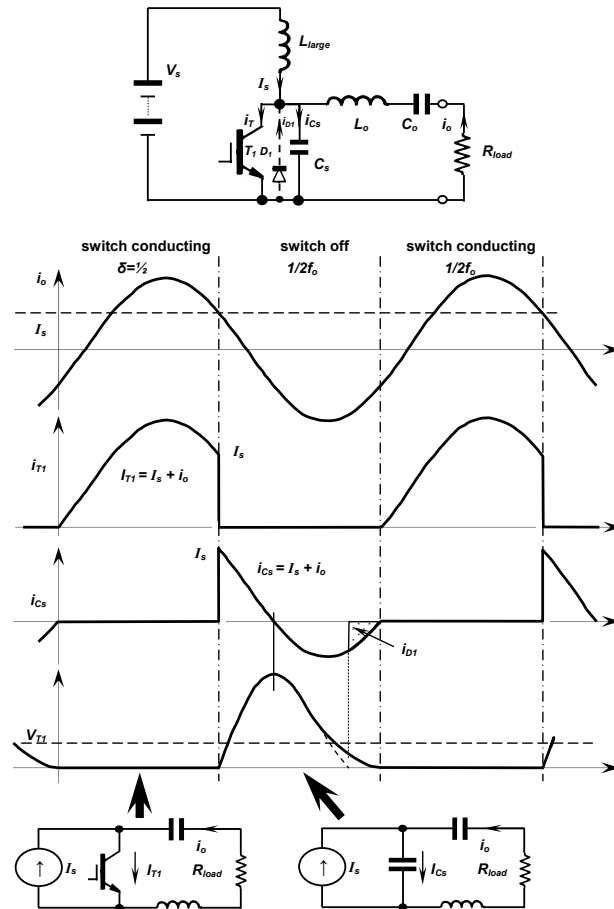 L_large
V_s
I_s
i_T i_D1 i_Cs L_o C_o i_o
T_1 D_1 C_s R_load
switch conducting switch off switch conducting
δ=½ 1/2f_o 1/2f_o
i_o
I_s
i_T1 I_T1 = I_s + i_o I_s
I_s
i_Cs i_Cs = I_s + i_o
i_D1
V_T1
i_o i_o
↑ I_s I_T1 R_load ↑ I_s I_Cs R_load